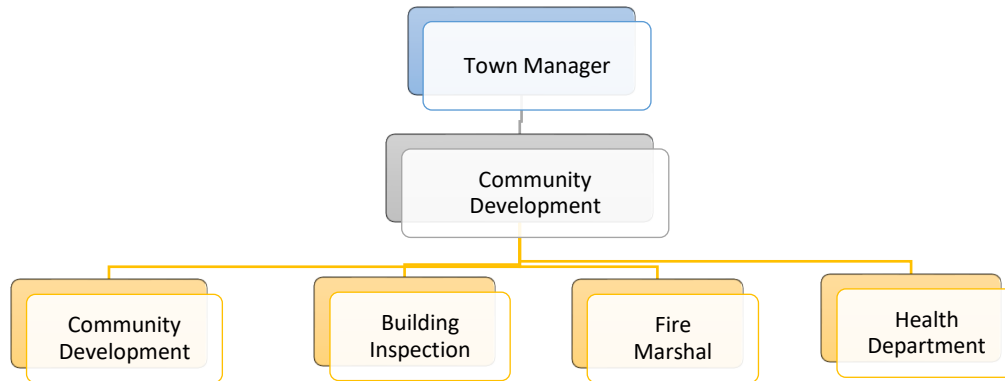 Town Manager
Community
Development
Community
Development
Building
Inspection
Fire
Marshal
Health
Department